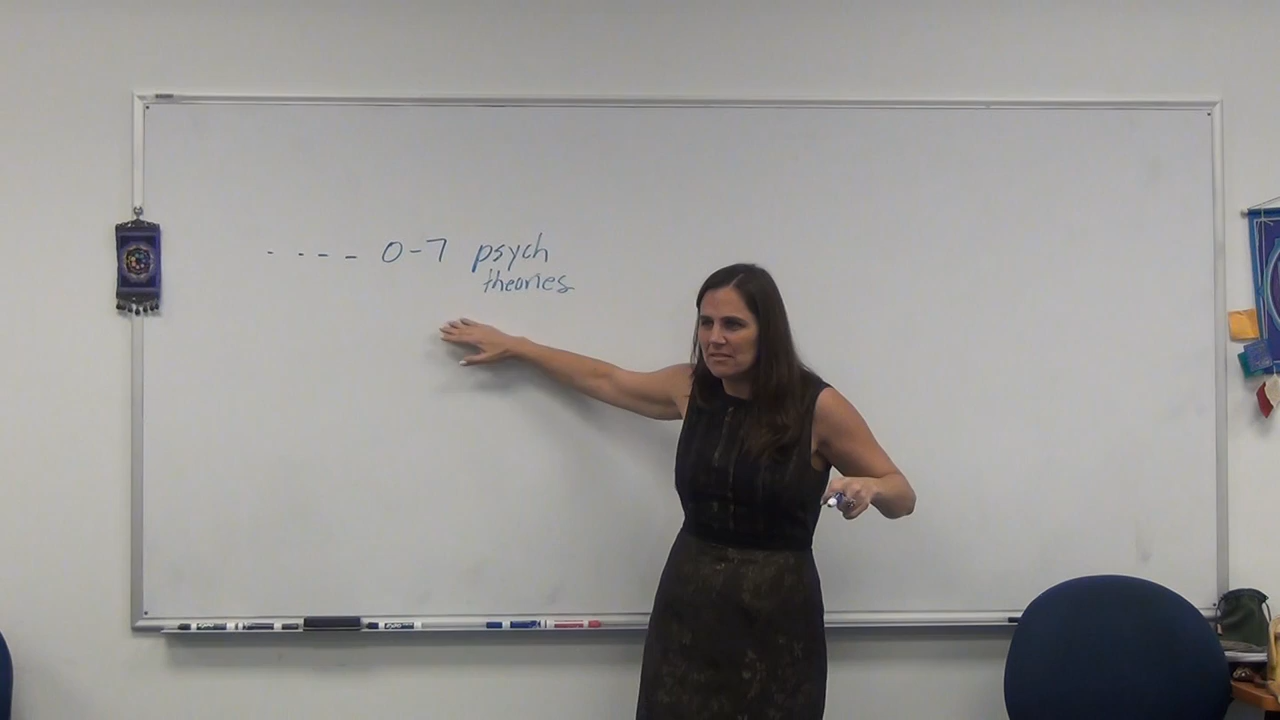 . . - - 0-7 psych
theories